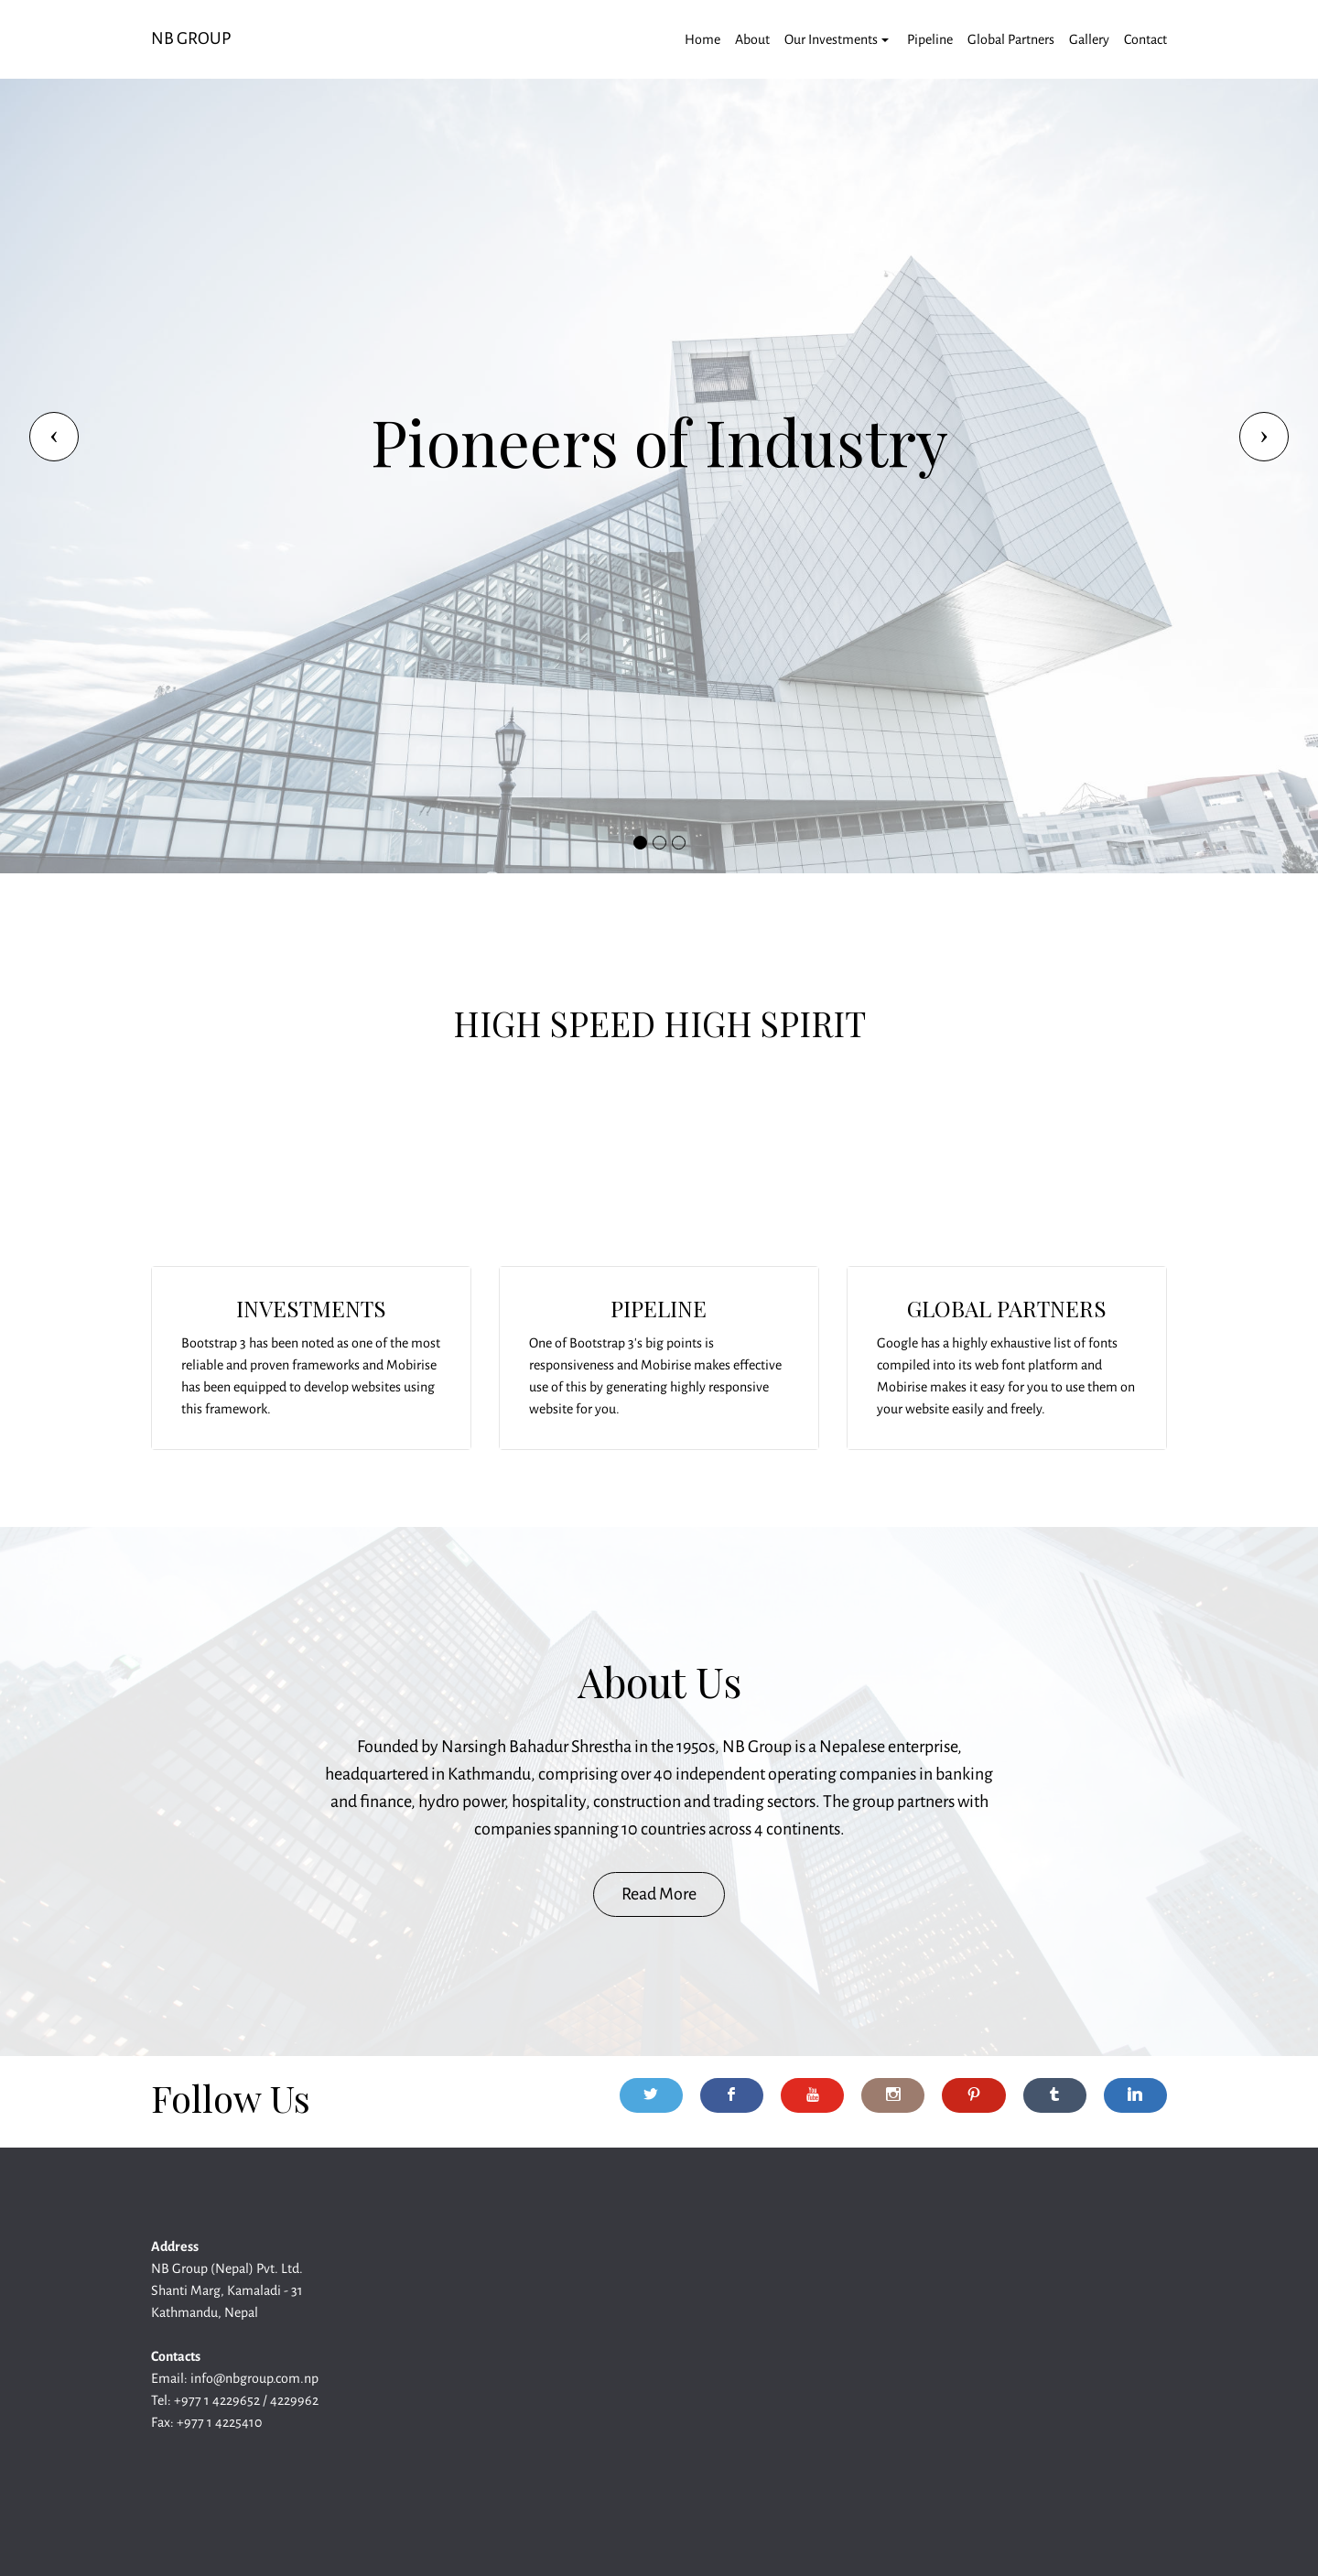 NB GROUP
Home About Our Investments Pipeline Global Partners Gallery Contact
Pioneers of Industry
HIGH SPEED HIGH SPIRIT
INVESTMENTS
Bootstrap 3 has been noted as one of the most
reliable and proven frameworks and Mobirise
has been equipped to develop websites using
this framework.
PIPELINE
One of Bootstrap 3's big points is
responsiveness and Mobirise makes effective
use of this by generating highly responsive
website for you.
GLOBAL PARTNERS
Google has a highly exhaustive list of fonts
compiled into its web font platform and
Mobirise makes it easy for you to use them on
your website easily and freely.
About Us
Founded by Narsingh Bahadur Shrestha in the 1950s, NB Group is a Nepalese enterprise,
headquartered in Kathmandu, comprising over 40 independent operating companies in banking
and finance, hydro power, hospitality, construction and trading sectors. The group partners with
companies spanning 10 countries across 4 continents.
Read More
Follow Us
Address
NB Group (Nepal) Pvt. Ltd.
Shanti Marg, Kamaladi - 31
Kathmandu, Nepal
Contacts
Email: info@nbgroup.com.np
Tel: +977 1 4229652 / 4229962
Fax: +977 1 4225410